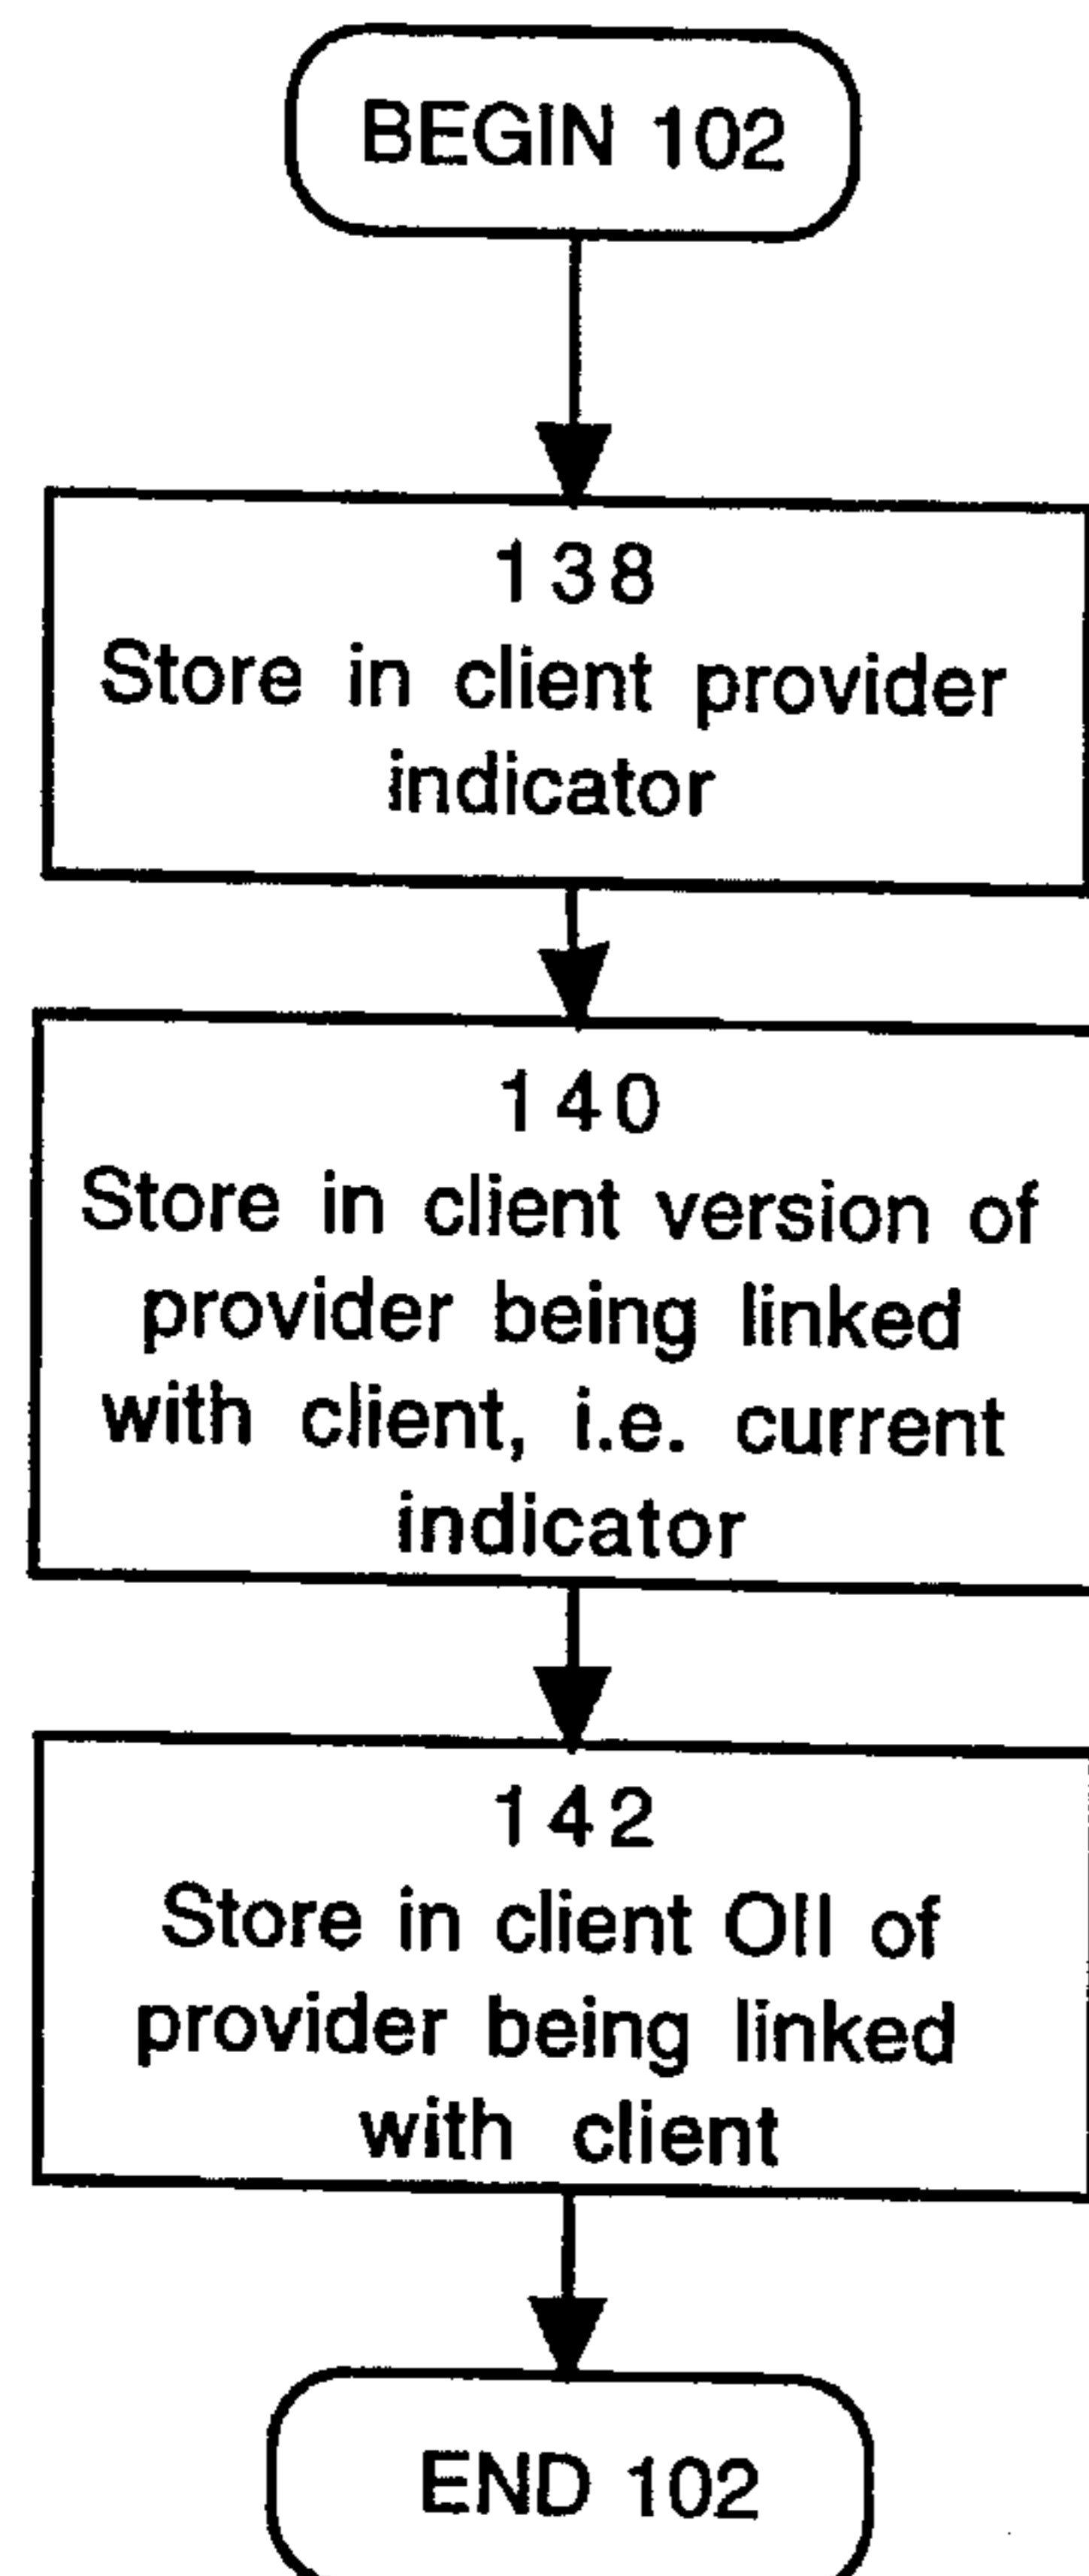 BEGIN 102
138
Store in client provider
indicator
140
Store in client version of
provider being linked
with client, i.e. current
indicator
142
Store in client OII of
provider being linked
with client
END 102